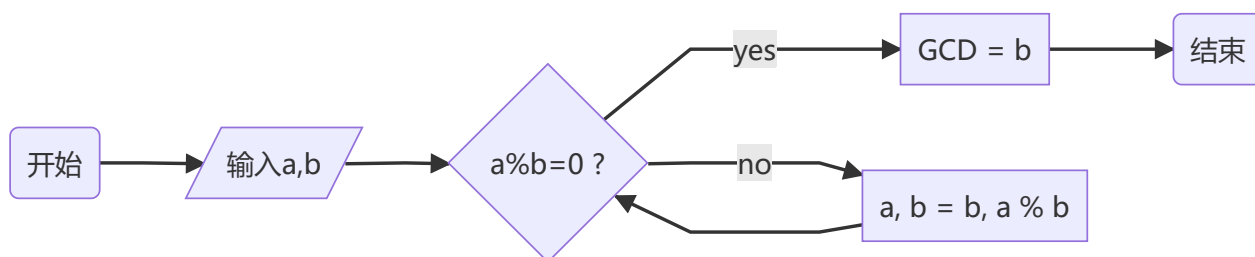 开始
输入a,b
a%b=0 ?
yes
GCD = b
结束
no
a, b = b, a % b